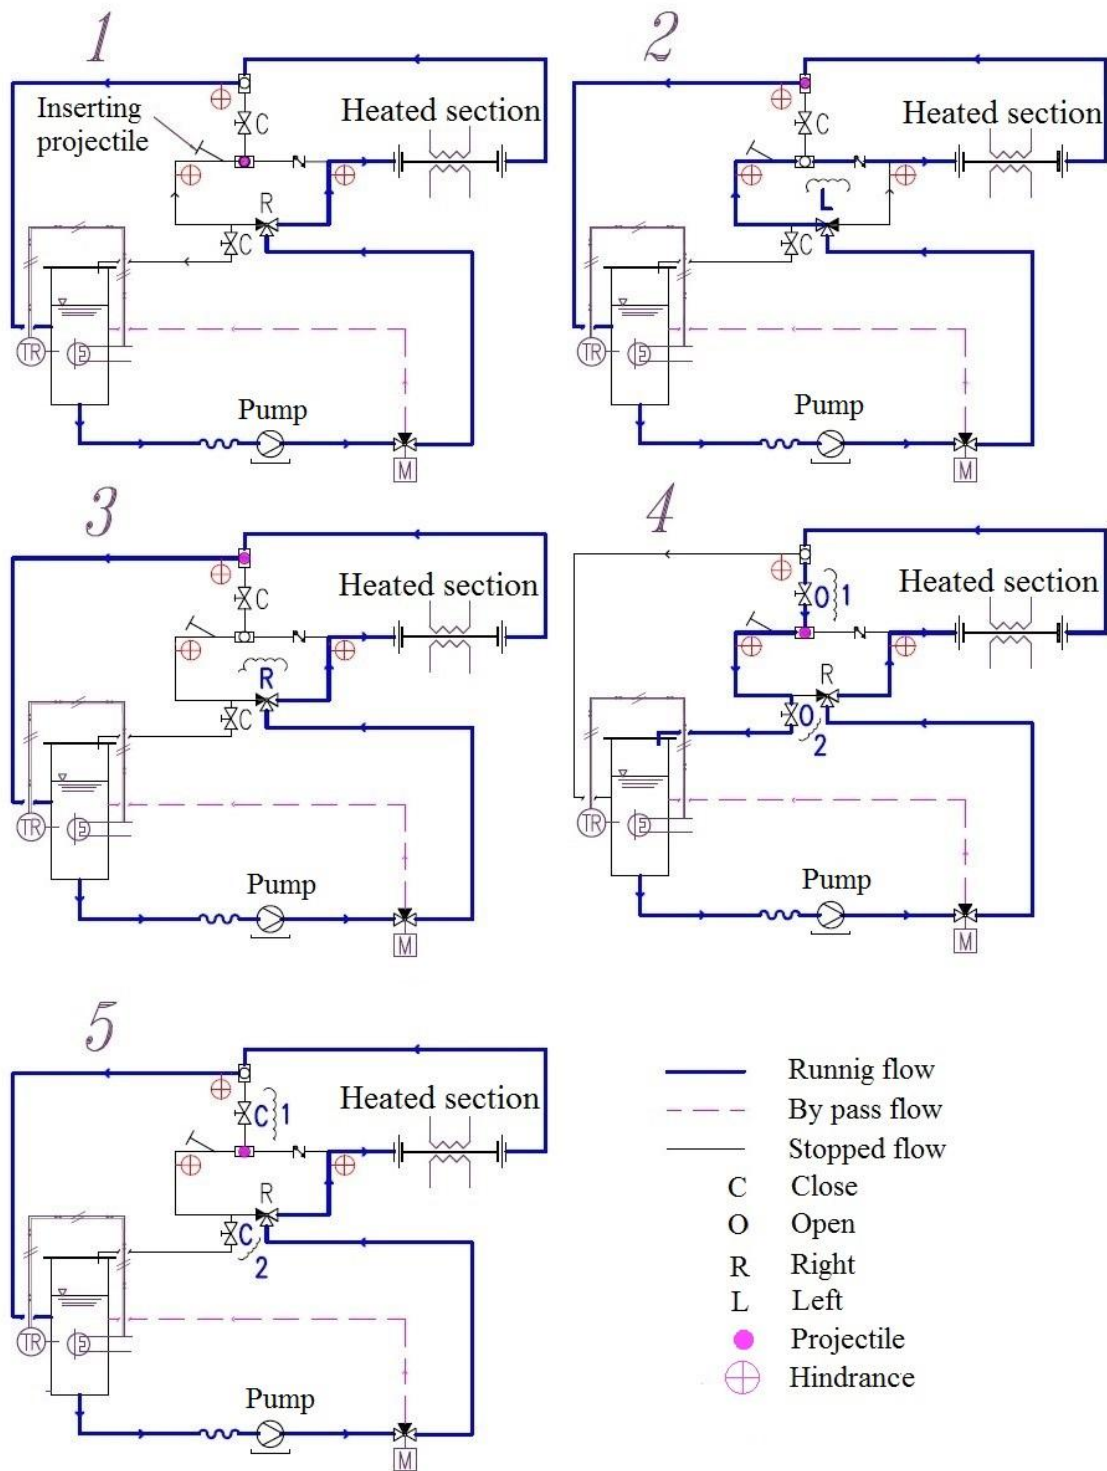 1
Inserting
projectile
C
Heated section
R
C
TR
E
Pump
M
2
C
Heated section
L
C
TR
E
Pump
M
3
C
Heated section
R
C
TR
E
Pump
M
4
O 1
Heated section
R
O
2
TR
E
Pump
M
5
C 1
Heated section
R
C
2
TR
E
Pump
M
Runnig flow
By pass flow
Stopped flow
C Close
O Open
R Right
L Left
Projectile
Hindrance